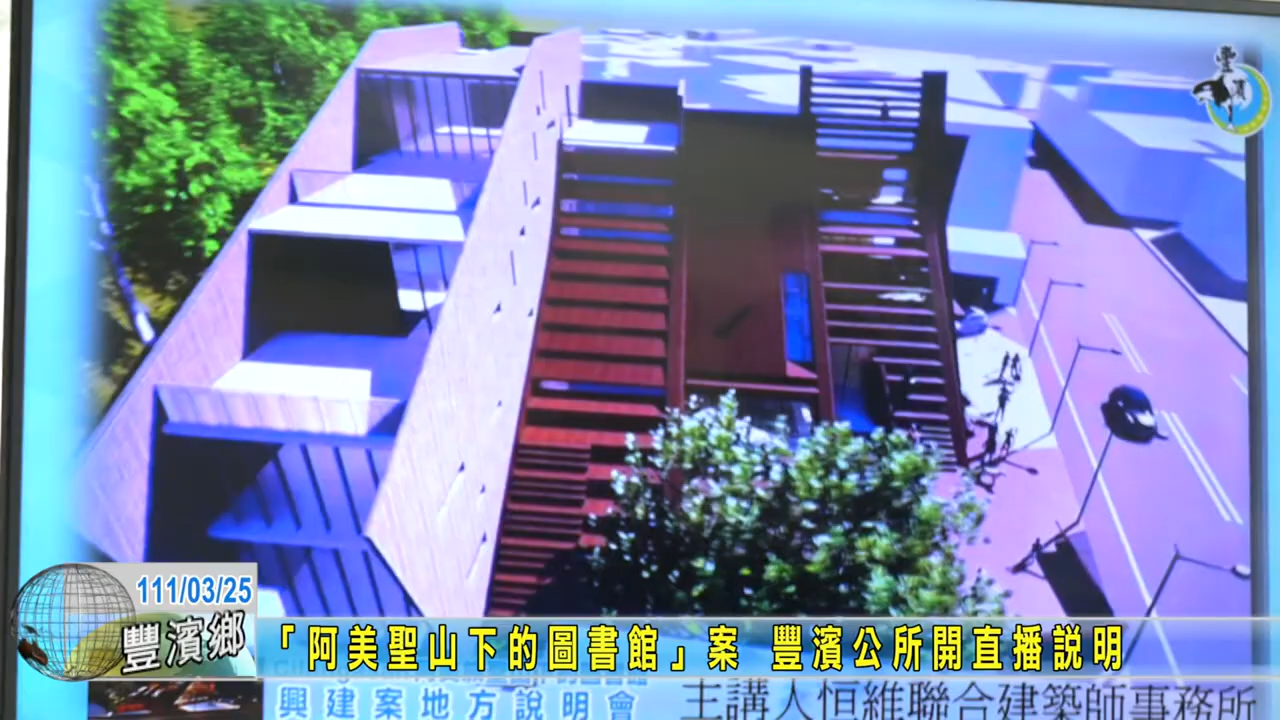 111/03/25
豐濱鄉
「阿美聖山下的圖書館」案 豐濱公所開直播説明
興建案地方說明會
主講人恒維聯合建築師事務所